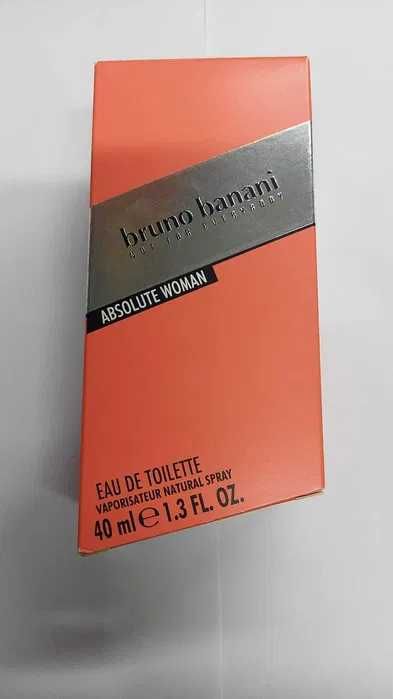 bruno banani
NOT FOR EVERYBODY
ABSOLUTE WOMAN
EAU DE TOILETTE
VAPORISATEUR NATURAL SPRAY
40 ml ℮ 1.3 FL. OZ.